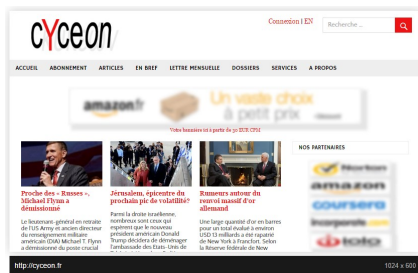 cyceon
Connexion | EN
Recherche ...
ACCUEIL ABONNEMENT ARTICLES EN BREF LETTRE MENSUELLE DOSSIERS SERVICES A PROPOS
amazon.fr
Un vaste choix
à petit prix
Votre bannière ici à partir de 30 EUR CPM
NOS PARTENAIRES
Proche des « Russes »,
Michael Flynn a
démissionné
Le lieutenant-général en retraite
de l'US Army et ancien directeur
du renseignement militaire
américain (DIA) Michael T. Flynn
a démissionné du poste crucial
Jérusalem, épicentre du
prochain pic de volatilité?
Parmi la droite israélienne,
nombreux sont ceux qui
espèrent que le nouveau
président américain Donald
Trump décidera de déménager
l'ambassade des Etats-Unis de
Rumeurs autour du
renvoi massif d'or
allemand
Une large quantité d'or en barres
pour un total évalué à environ
USD 13 milliards a été rapatrié
de New York à Francfort. Selon
la Réserve fédérale de New
Norton
amazon
coursera
incorporate.com
lolo
http://cyceon.fr
1024 x 600